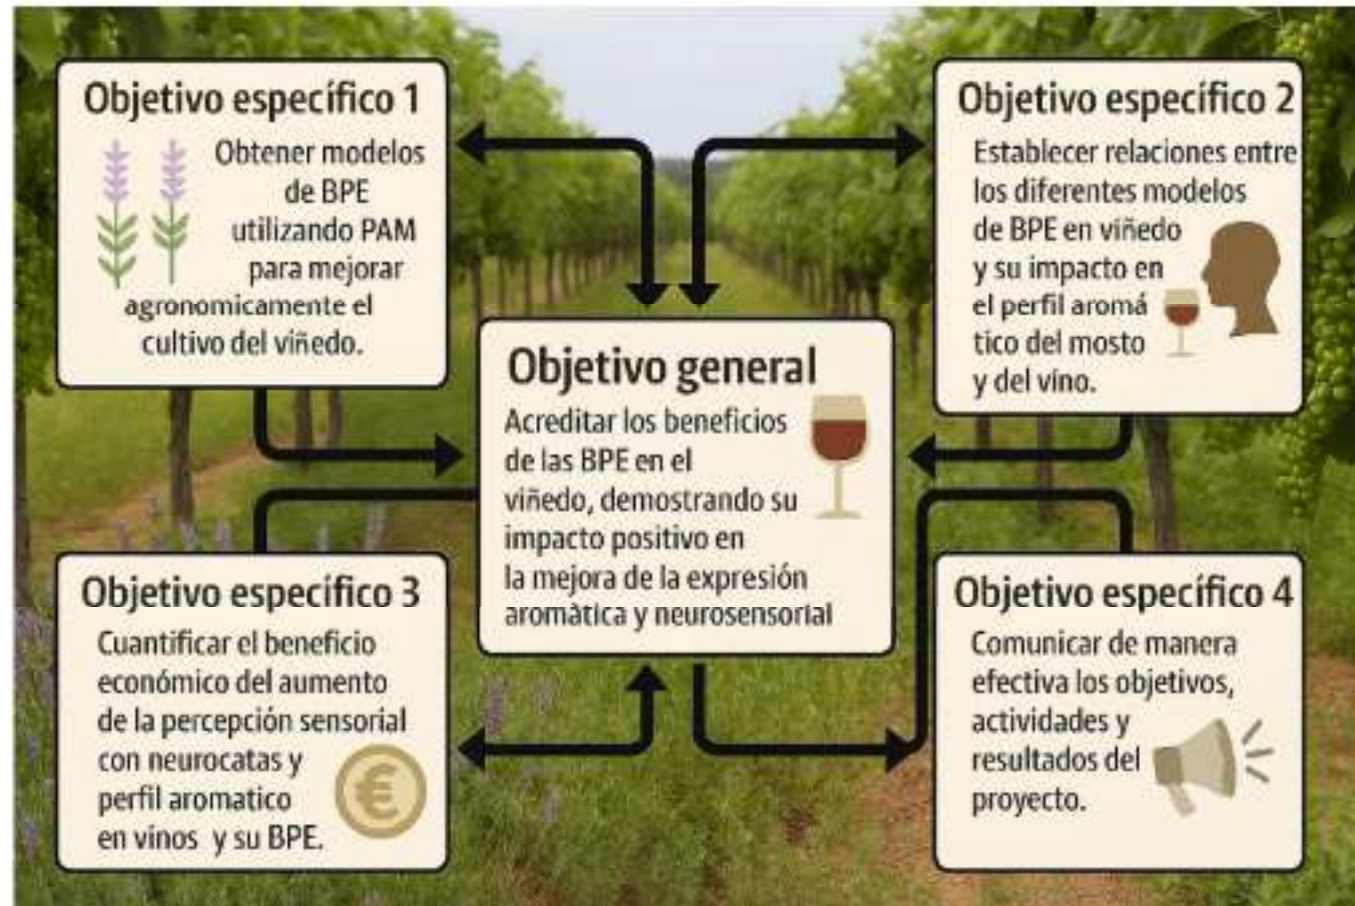 Objetivo específico 1
Obtener modelos
de BPE
utilizando PAM
para mejorar
agronomicamente el
cultivo del viñedo.
Objetivo específico 2
Establecer relaciones entre
los diferentes modelos
de BPE en viñedo
y su impacto en
el perfil aromá
tico del mosto
y del vino.
Objetivo general
Acreditar los beneficios
de las BPE en el
viñedo, demostrando su
impacto positivo en
la mejora de la expresión
aromàtica y neurosensorial
Objetivo específico 3
Cuantificar el beneficio
económico del aumento
de la percepción sensorial
con neurocatas y
perfil aromatico
en vinos y su BPE.
€
Objetivo específico 4
Comunicar de manera
efectiva los objetivos,
actividades y
resultados del
proyecto.